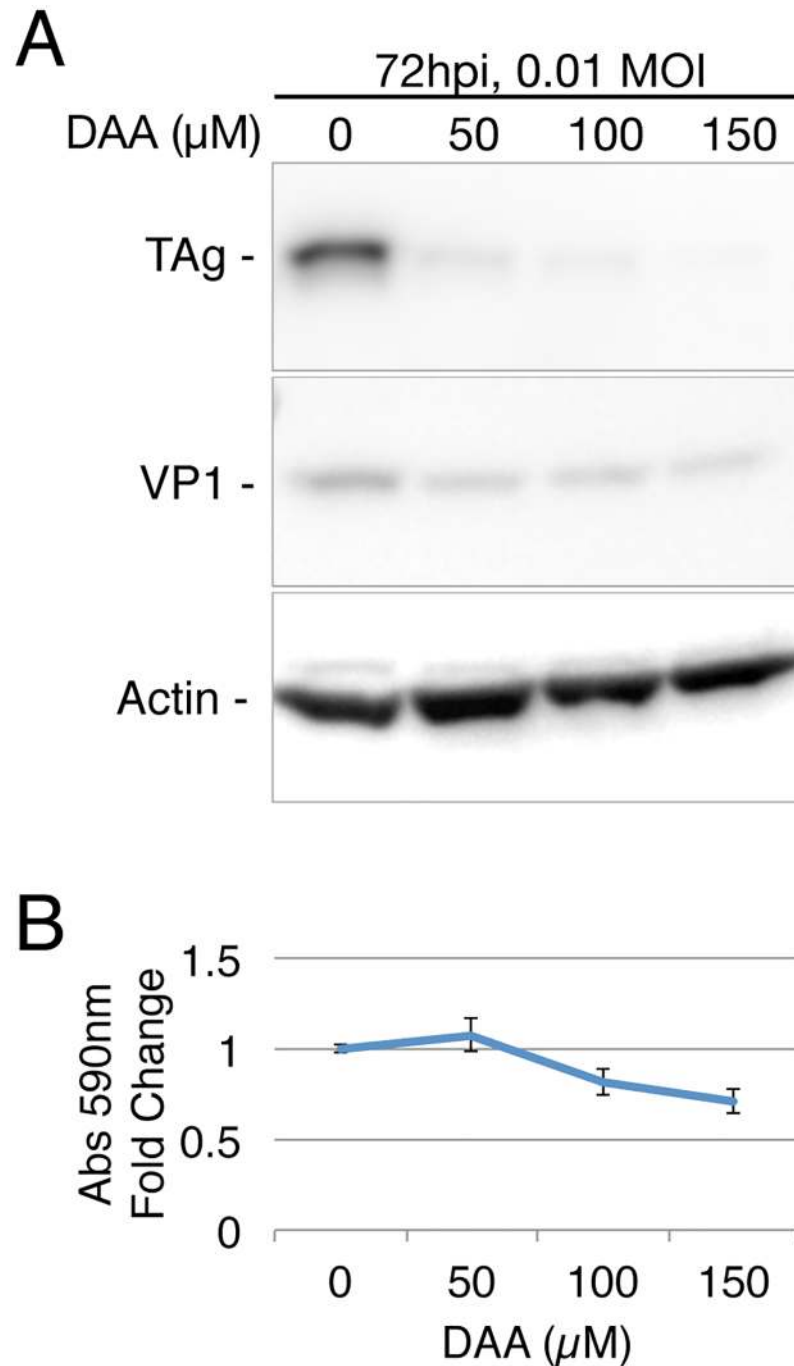 A
72hpi, 0.01 MOI
DAA (µM) 0 50 100 150
TAg -
VP1 -
Actin -
B
Abs 590nm
Fold Change
1.5
1
0.5
0
0 50 100 150
DAA (µM)